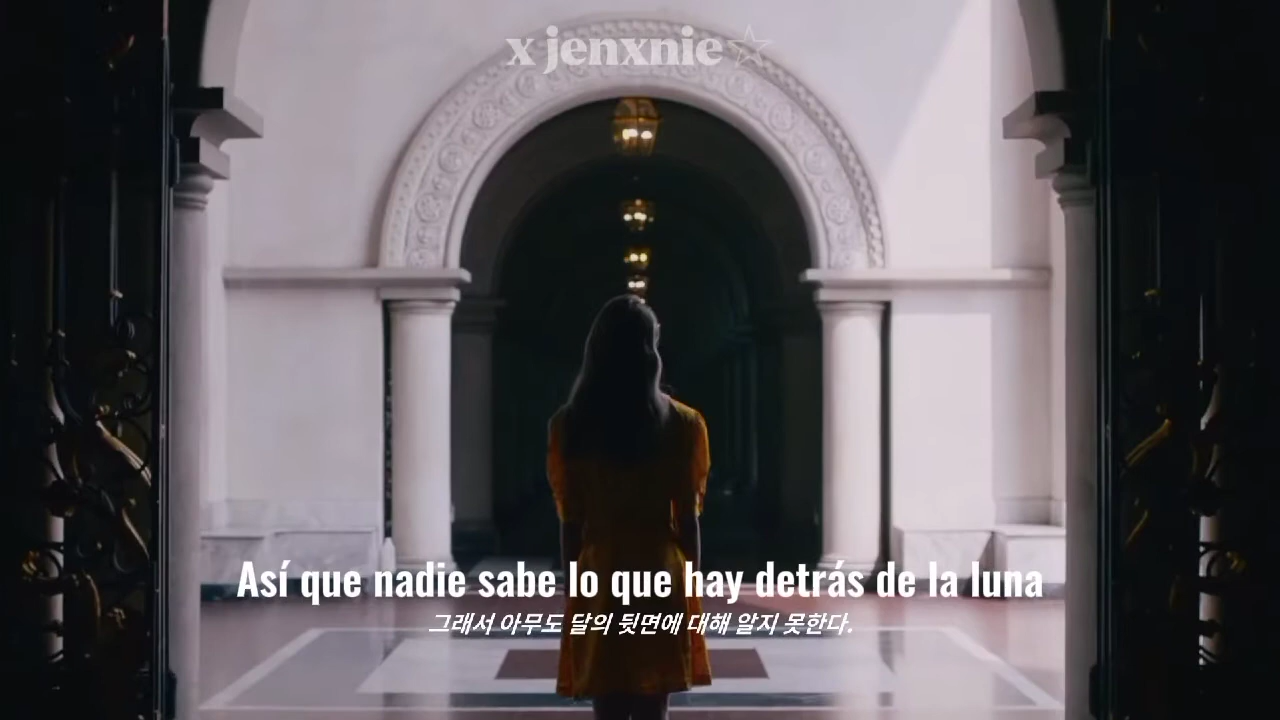 x jenxnie☆
Así que nadie sabe lo que hay detrás de la luna
그래서 아무도 달의 뒷면에 대해 알지 못한다.